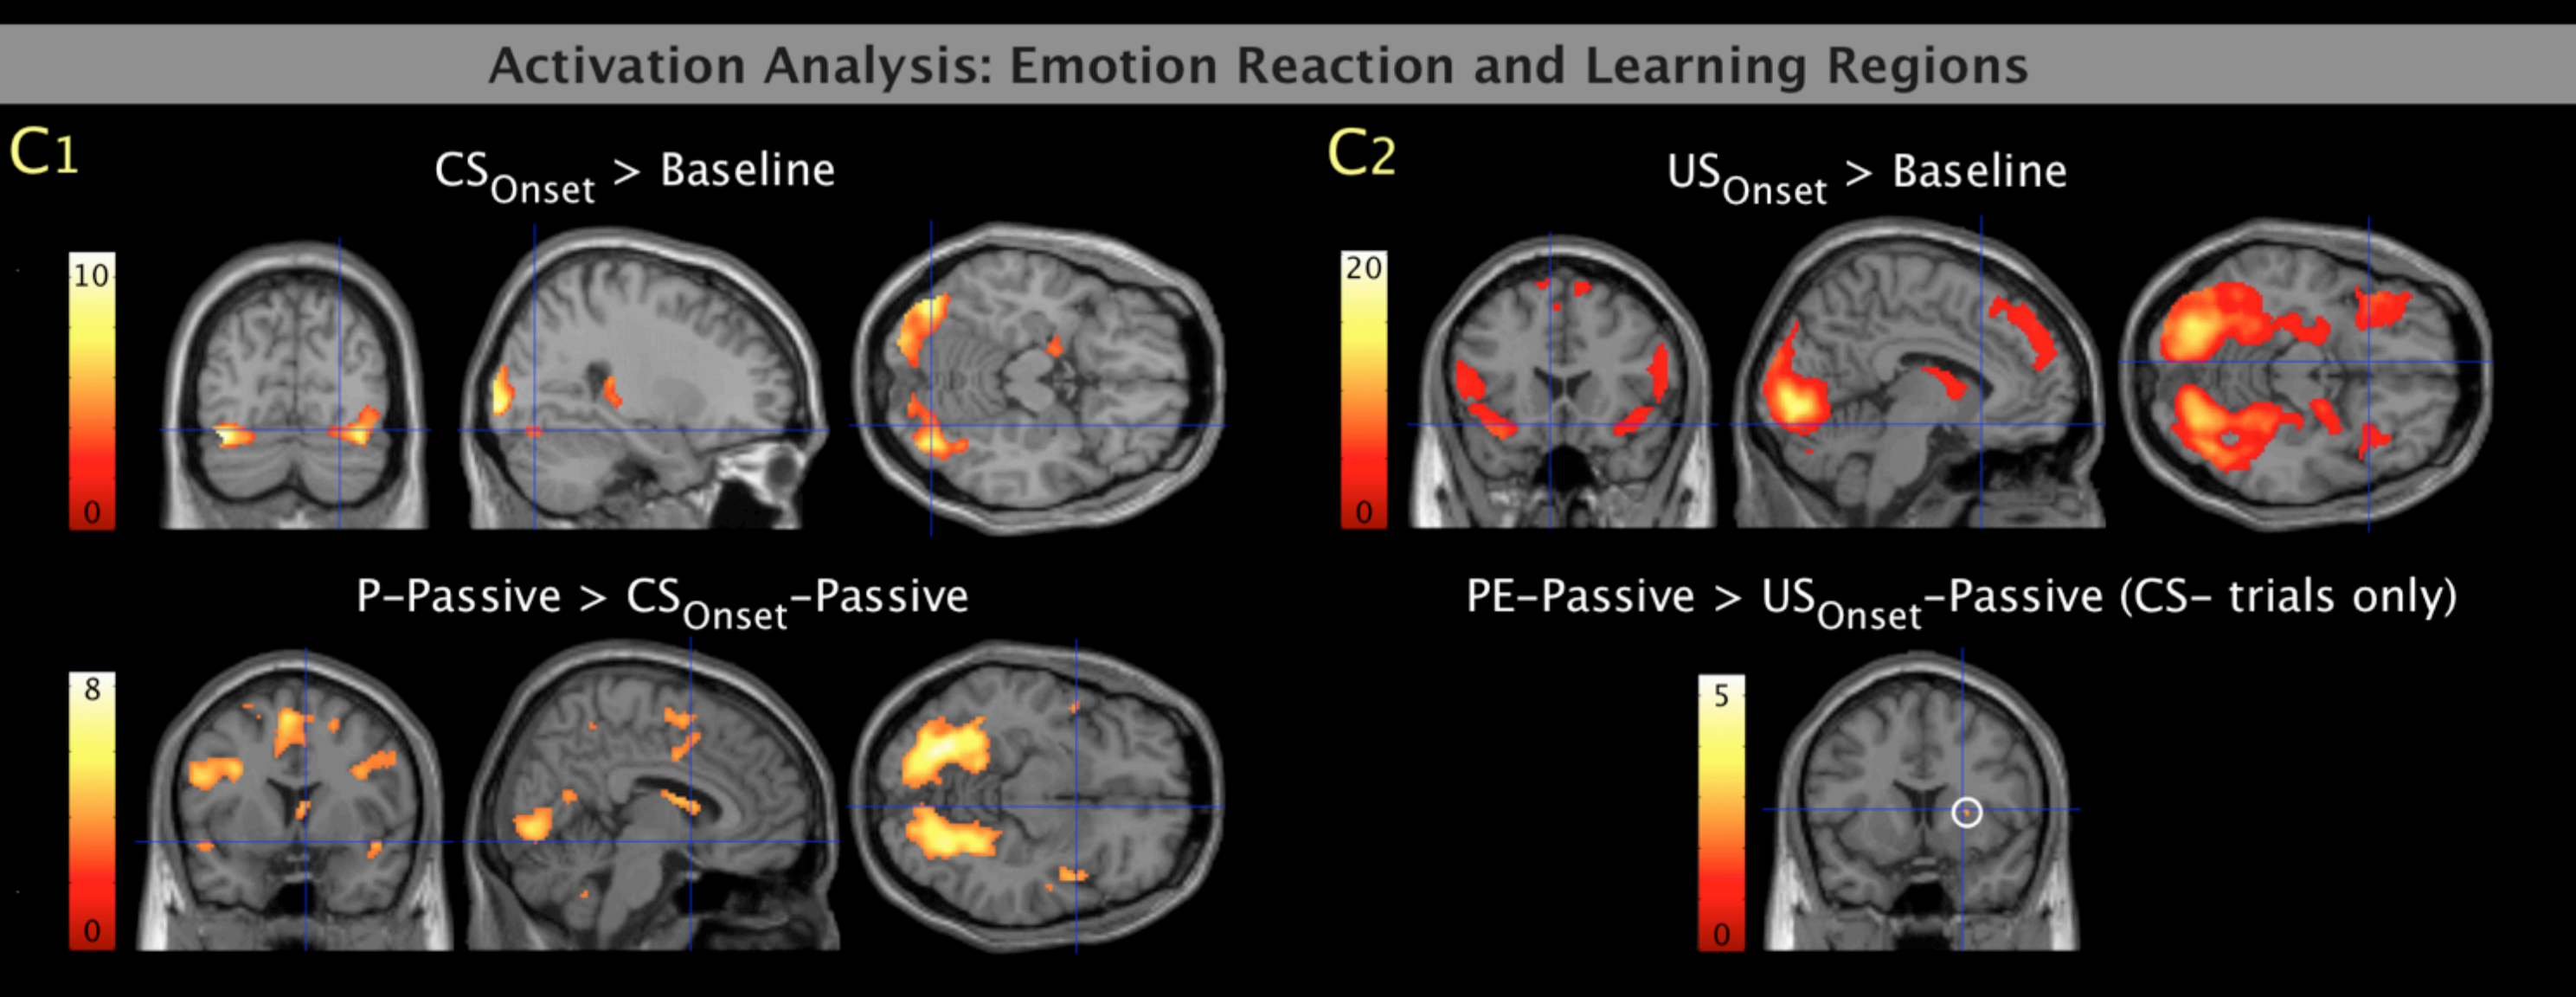 Activation Analysis: Emotion Reaction and Learning Regions
C1
CSOnset > Baseline
10
0
C2
USOnset > Baseline
20
0
P-Passive > CSOnset-Passive
8
0
PE-Passive > USOnset-Passive (CS- trials only)
5
0